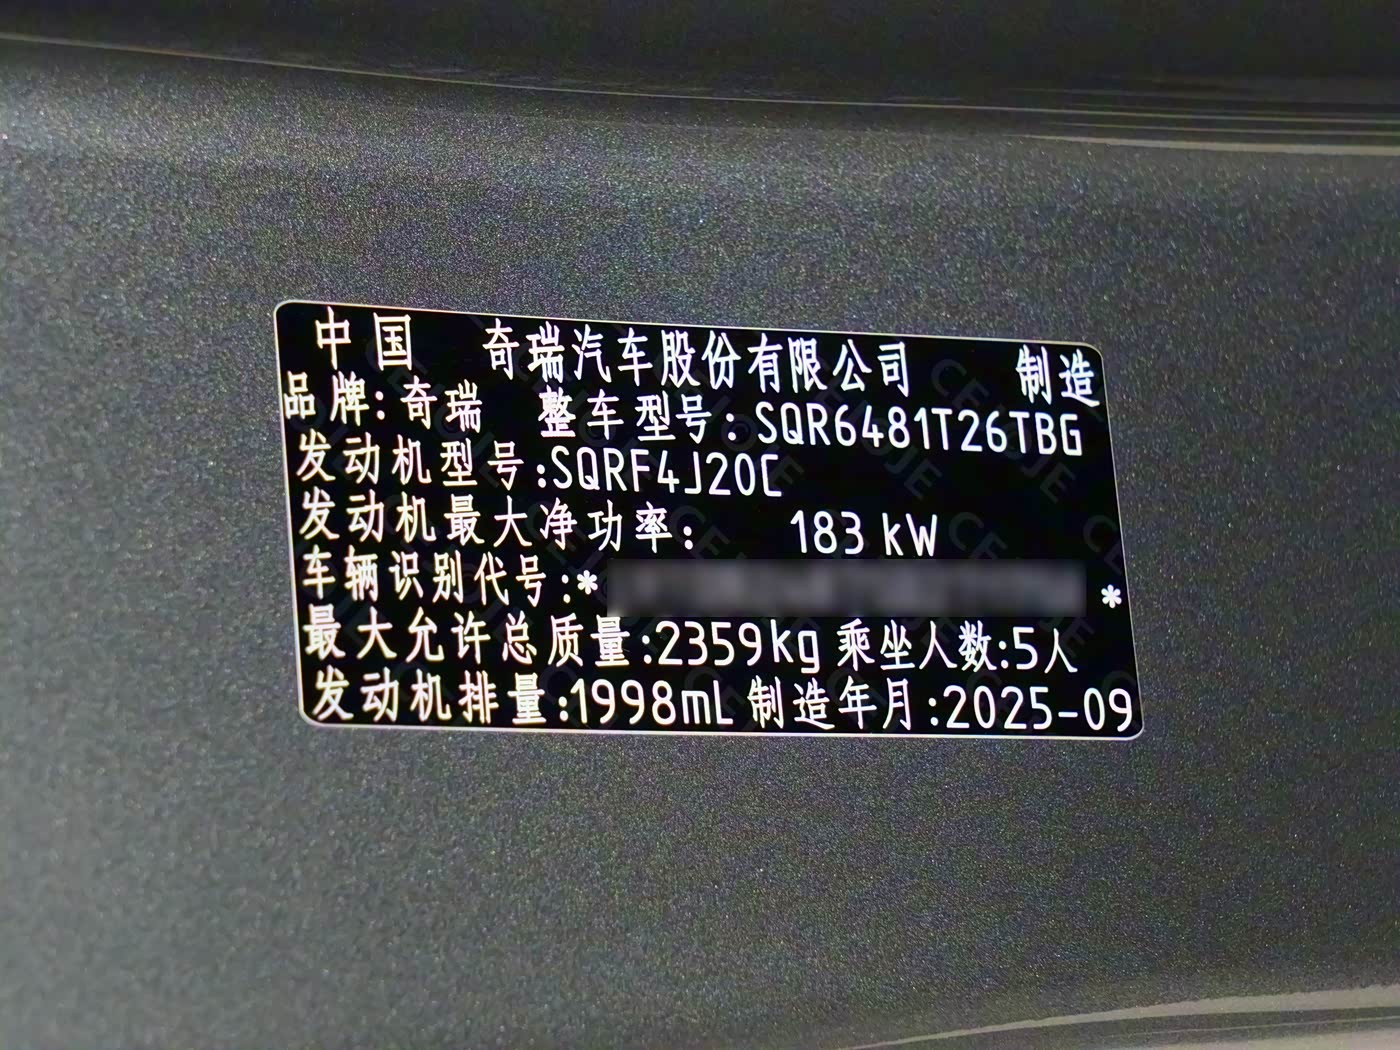 中国 奇瑞汽车股份有限公司 制造
品牌:奇瑞 整车型号:SQR6481T26TBG
发动机型号:SQRF4J20C
发动机最大净功率: 183 kW
车辆识别代号:* *
最大允许总质量:2359kg 乘坐人数:5人
发动机排量:1998mL 制造年月:2025-09